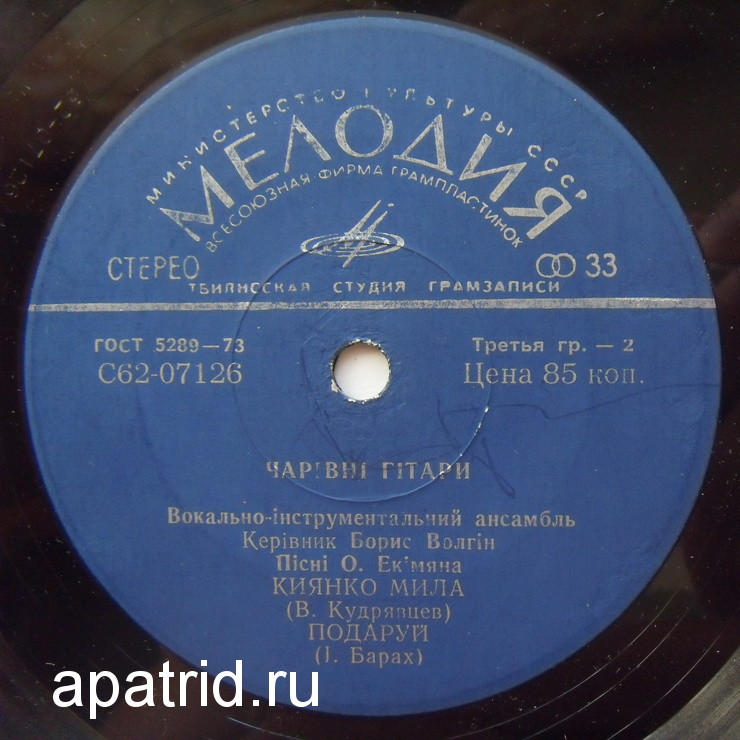 МИНИСТЕРСТВО КУЛЬТУРЫ СССР
МЕЛОДИЯ
ВСЕСОЮЗНАЯ ФИРМА ГРАМПЛАСТИНОК
СТЕРЕО 33
ТБИЛИССКАЯ СТУДИЯ ГРАМЗАПИСИ
ГОСТ 5289—73 Третья гр. — 2
С62-07126 Цена 85 коп.
ЧАРІВНІ ГІТАРИ
Вокально-інструментальний ансамбль
Керівник Борис Волгін
Пісні О. Ек'мяна
КИЯНКО МИЛА
(В. Кудрявцев)
ПОДАРУЙ
(І. Барах)
apatrid.ru